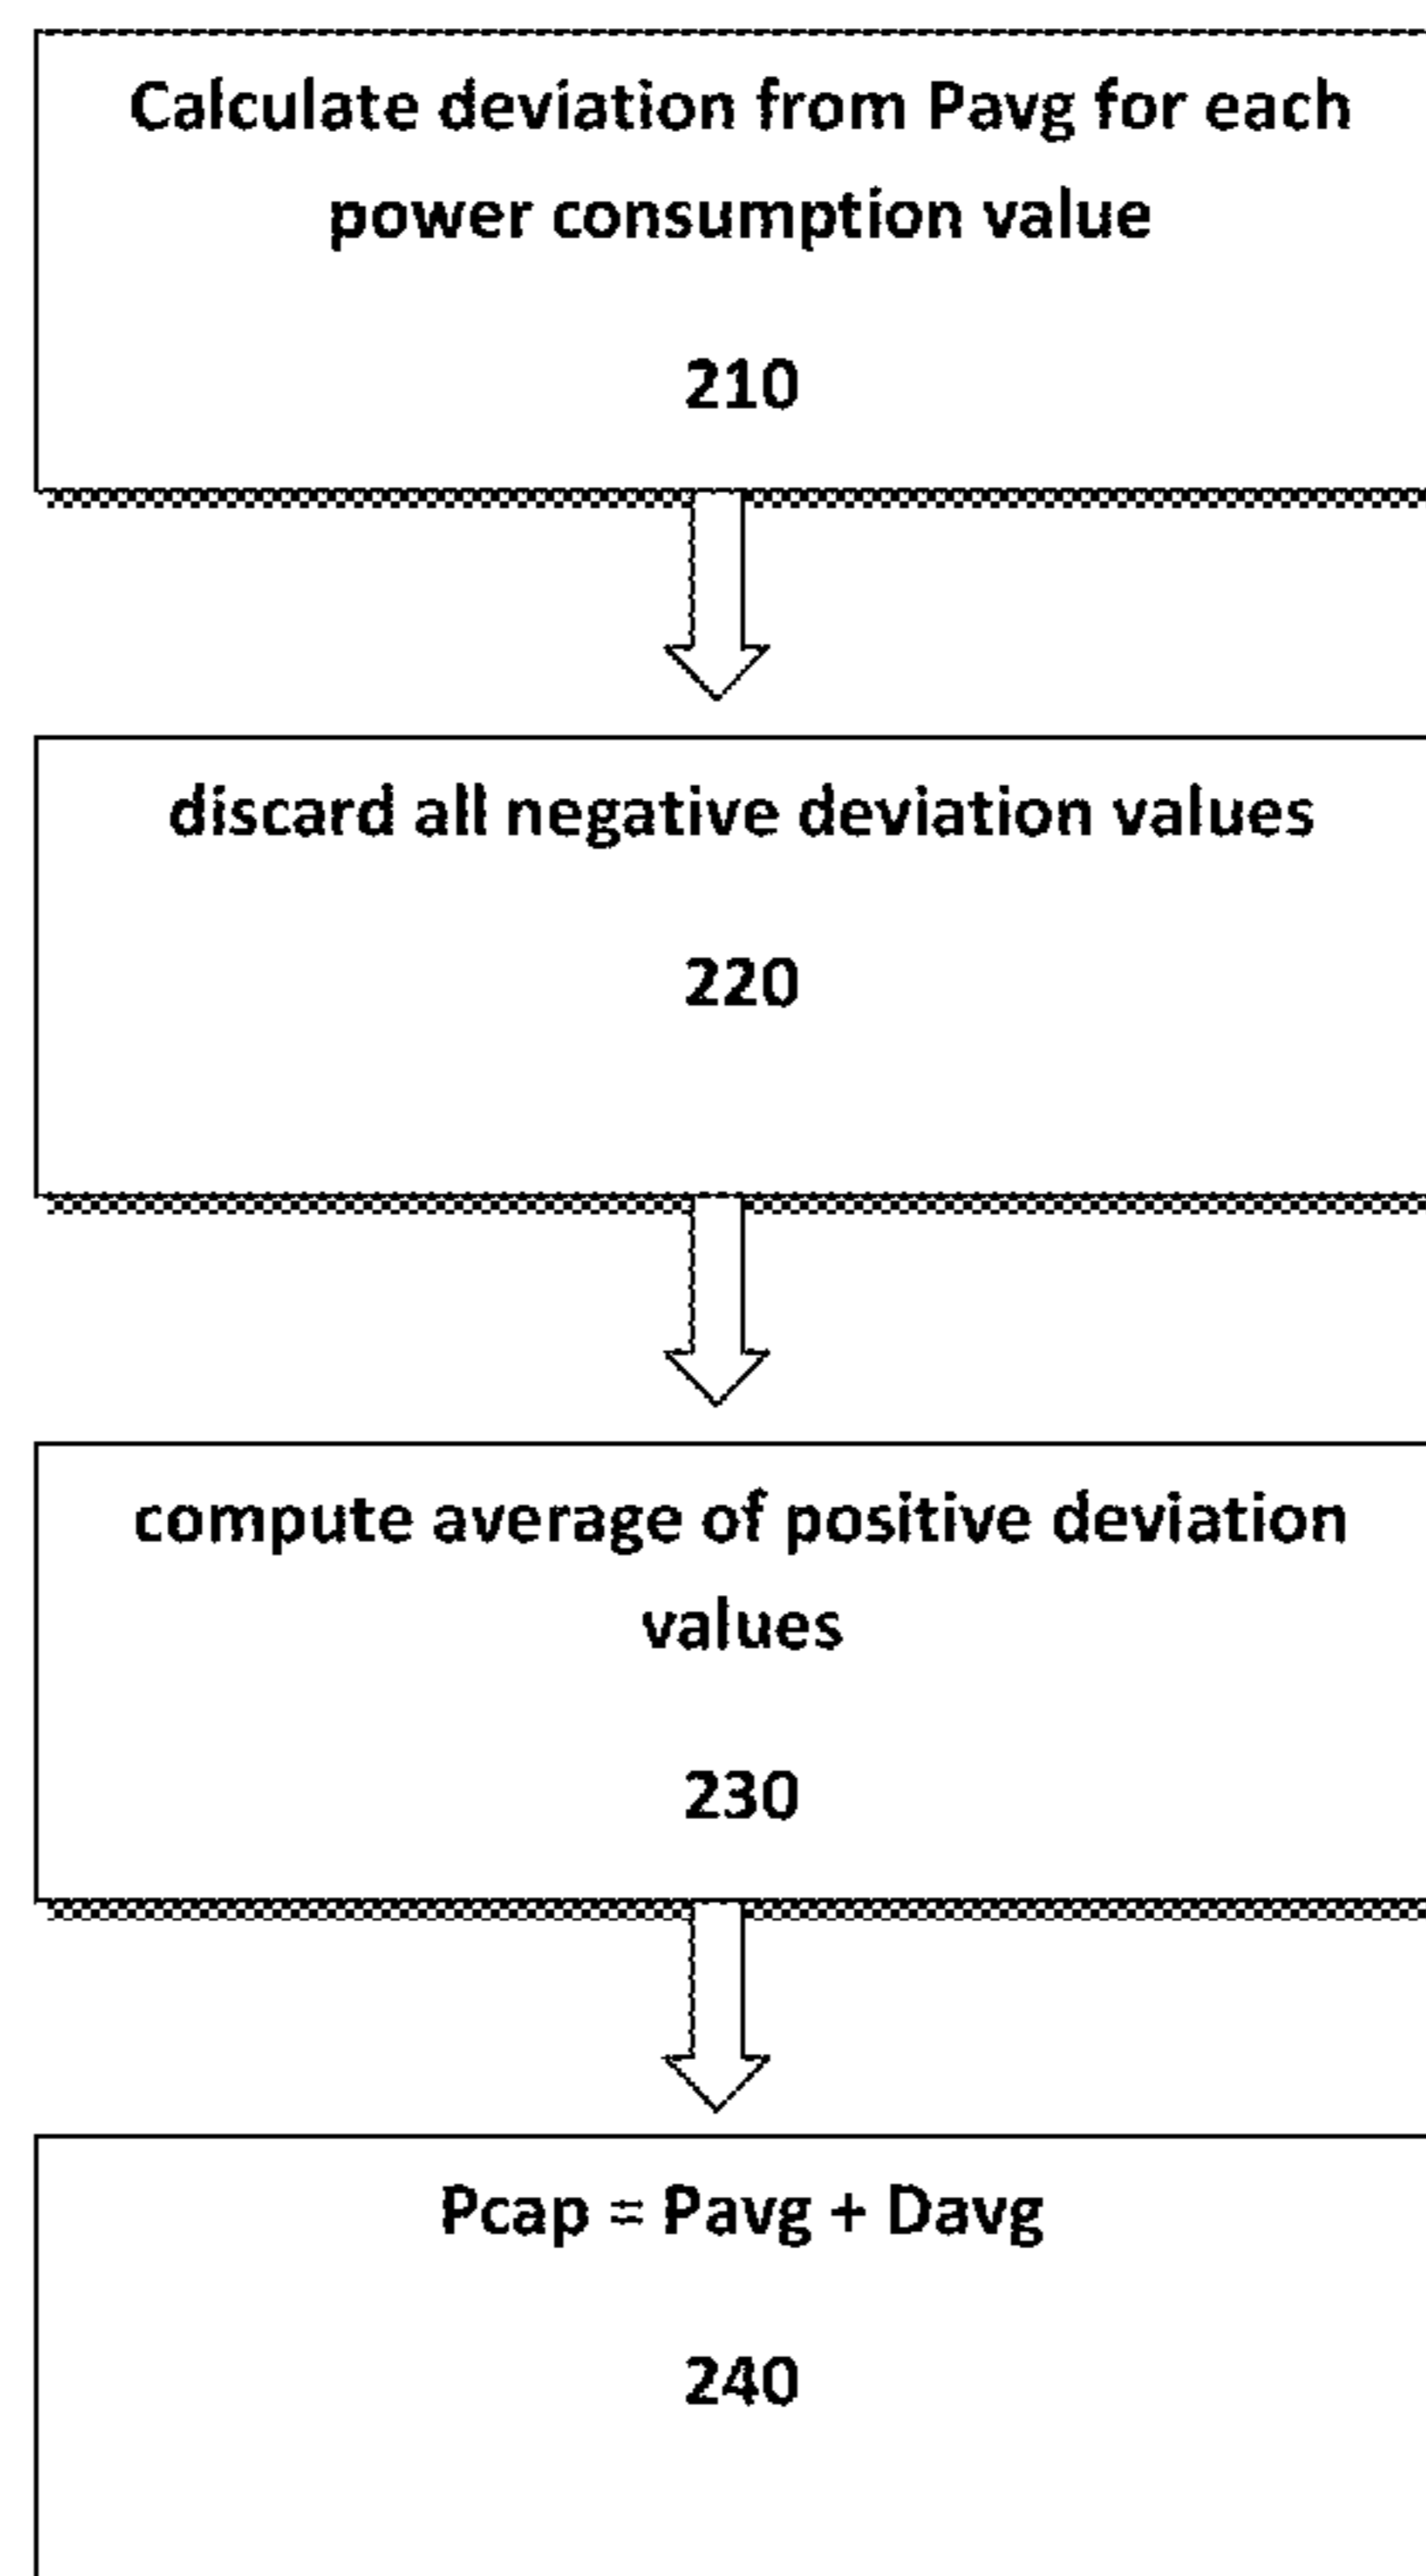 Calculate deviation from Pavg for each
power consumption value
210
discard all negative deviation values
220
compute average of positive deviation
values
230
Pcap = Pavg + Davg
240